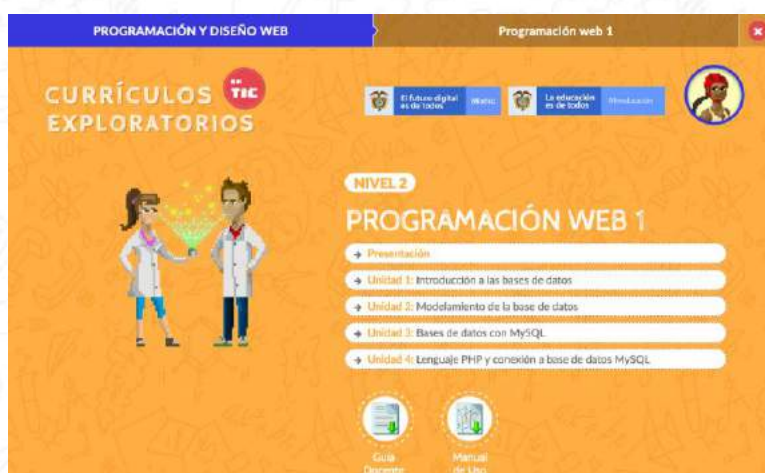 PROGRAMACIÓN Y DISEÑO WEB
Programación web 1
CURRÍCULOS
EXPLORATORIOS
EN
TIC
El futuro digital
es de todos
MinTIC
La educación
es de todos
Mineducación
NIVEL 2
PROGRAMACIÓN WEB 1
Presentación
Unidad 1: Introducción a las bases de datos
Unidad 2: Modelamiento de la base de datos
Unidad 3: Bases de datos con MySQL
Unidad 4: Lenguaje PHP y conexión a base de datos MySQL
Guía
Docente
Manual
de Uso